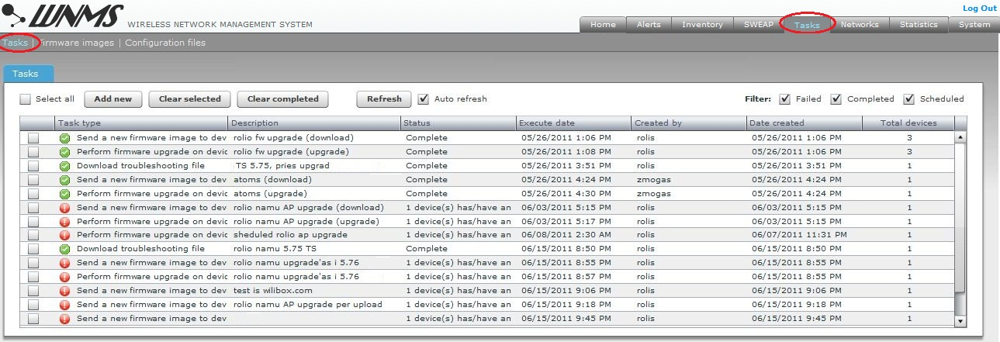 Log Out
WNMS WIRELESS NETWORK MANAGEMENT SYSTEM
Home Alerts Inventory SWEAP Tasks Networks Statistics System
Tasks | Firmware images | Configuration files
Tasks
Select all Add new Clear selected Clear completed Refresh Auto refresh Filter: Failed Completed Scheduled
Task type Description Status Execute date Created by Date created Total devices
Send a new firmware image to dev rolio fw upgrade (download) Complete 05/26/2011 1:06 PM rolis 05/26/2011 1:06 PM 3
Perform firmware upgrade on devic rolio fw upgrade (upgrade) Complete 05/26/2011 1:08 PM rolis 05/26/2011 1:06 PM 3
Download troubleshooting file TS 5.75, pries upgrad Complete 05/26/2011 3:51 PM rolis 05/26/2011 3:51 PM 1
Send a new firmware image to dev atoms (download) Complete 05/26/2011 4:24 PM zmogas 05/26/2011 4:24 PM 1
Perform firmware upgrade on devic atoms (upgrade) Complete 05/26/2011 4:30 PM zmogas 05/26/2011 4:24 PM 1
Send a new firmware image to dev rolio namu AP upgrade (download) 1 device(s) has/have an 06/03/2011 5:15 PM rolis 06/03/2011 5:15 PM 1
Perform firmware upgrade on devic rolio namu AP upgrade (upgrade) 1 device(s) has/have an 06/03/2011 5:17 PM rolis 06/03/2011 5:15 PM 1
Perform firmware upgrade on devic sheduled rolio ap upgrade 1 device(s) has/have an 06/08/2011 2:30 AM rolis 06/07/2011 11:31 PM 1
Download troubleshooting file rolio namu 5.75 TS Complete 06/15/2011 8:50 PM rolis 06/15/2011 8:50 PM 1
Send a new firmware image to dev rolio namu upgrade'as i 5.76 1 device(s) has/have an 06/15/2011 8:55 PM rolis 06/15/2011 8:55 PM 1
Perform firmware upgrade on devic rolio namu upgrade'as i 5.76 1 device(s) has/have an 06/15/2011 8:57 PM rolis 06/15/2011 8:55 PM 1
Send a new firmware image to dev test is wilibox.com 1 device(s) has/have an 06/15/2011 9:06 PM rolis 06/15/2011 9:06 PM 1
Send a new firmware image to dev rolio namu AP upgrade per upload 1 device(s) has/have an 06/15/2011 9:18 PM rolis 06/15/2011 9:18 PM 1
Send a new firmware image to dev 1 device(s) has/have an 06/15/2011 9:45 PM rolis 06/15/2011 9:45 PM 1